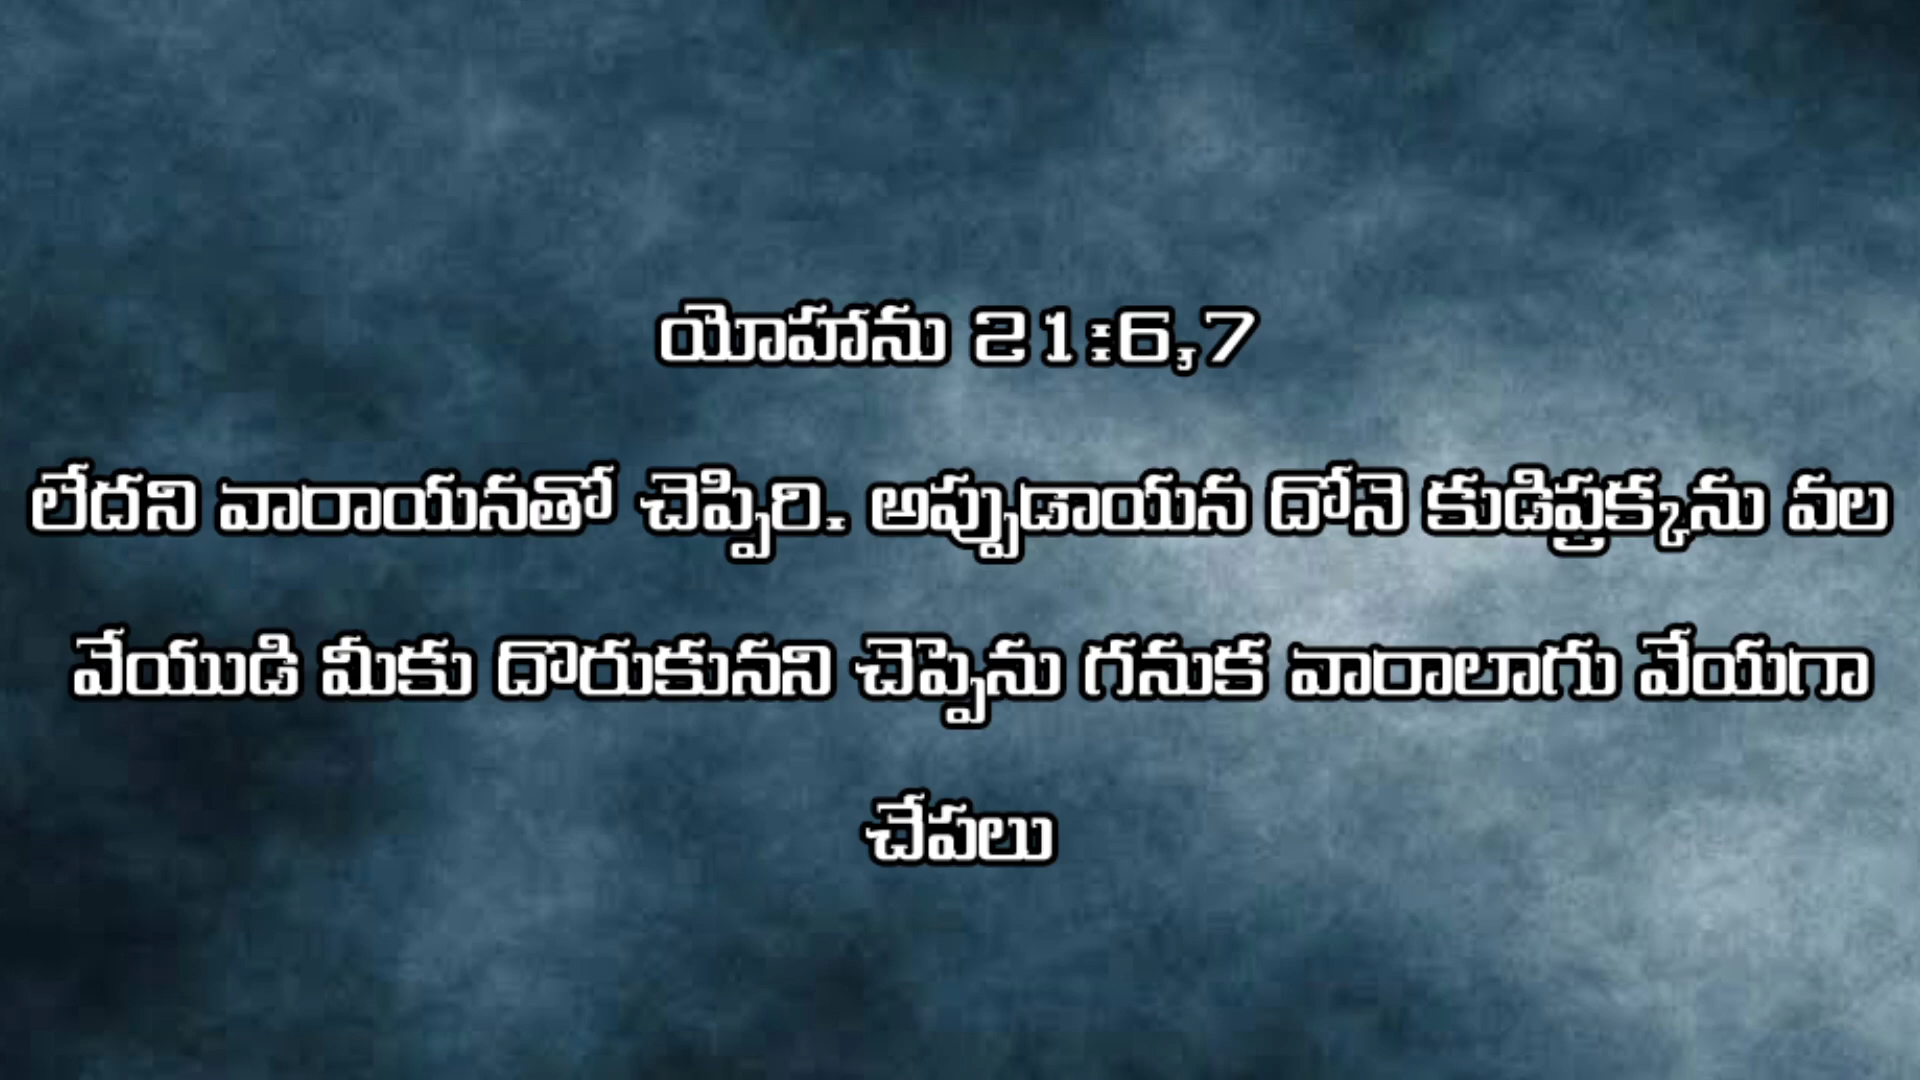 యోహాను 21:6,7
లేదని వారాయనతో చెప్పిరి. అప్పుడాయన దోనె కుడిప్రక్కను వల
వేయుడి మీకు దొరుకునని చెప్పెను గనుక వారాలాగు వేయగా
చేపలు